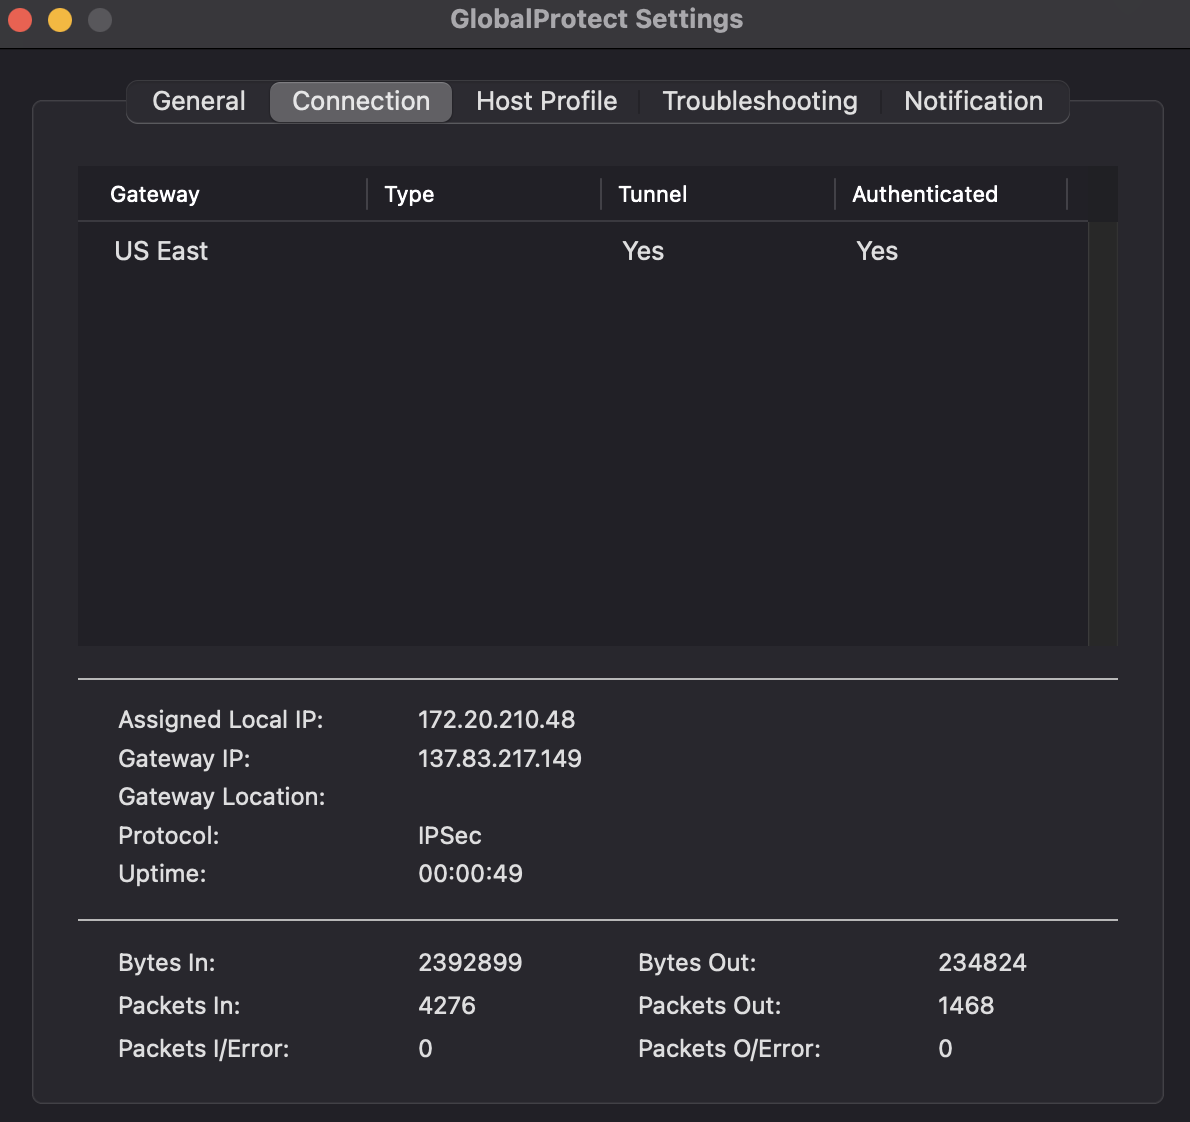 GlobalProtect Settings
General Connection Host Profile Troubleshooting Notification
Gateway Type Tunnel Authenticated
US East Yes Yes
Assigned Local IP: 172.20.210.48
Gateway IP: 137.83.217.149
Gateway Location:
Protocol: IPSec
Uptime: 00:00:49
Bytes In: 2392899 Bytes Out: 234824
Packets In: 4276 Packets Out: 1468
Packets I/Error: 0 Packets O/Error: 0